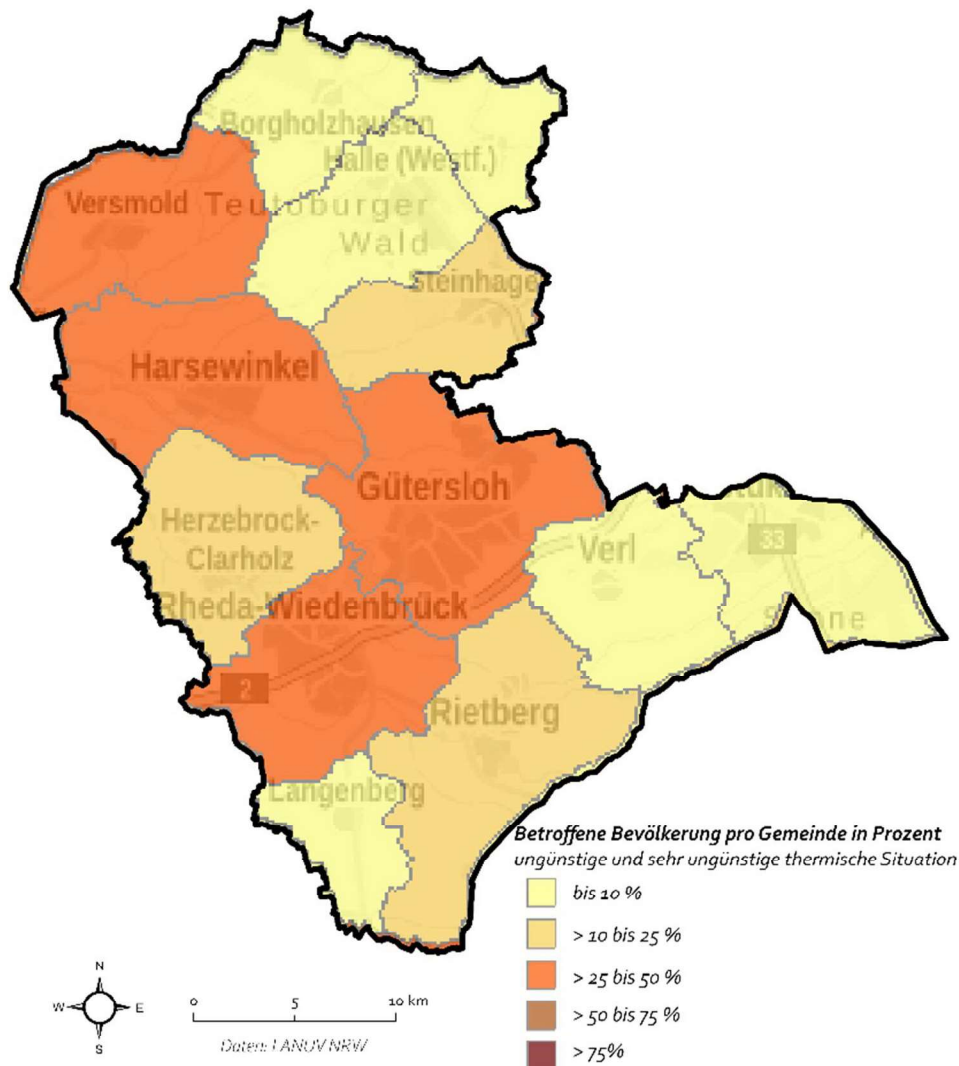 Borgholzhausen
Halle (Westf.)
Versmold
Teutoburger
Wald
Steinhage
Harsewinkel
Gütersloh
Herzebrock-
Clarholz
Verl
33
Rheda-Wiedenbrück
2
Rietberg
Langenberg
Betroffene Bevölkerung pro Gemeinde in Prozent
ungünstige und sehr ungünstige thermische Situation
bis 10 %
> 10 bis 25 %
> 25 bis 50 %
> 50 bis 75 %
> 75%
N
W E
S
0 5 10 km
Daten: LANUV NRW